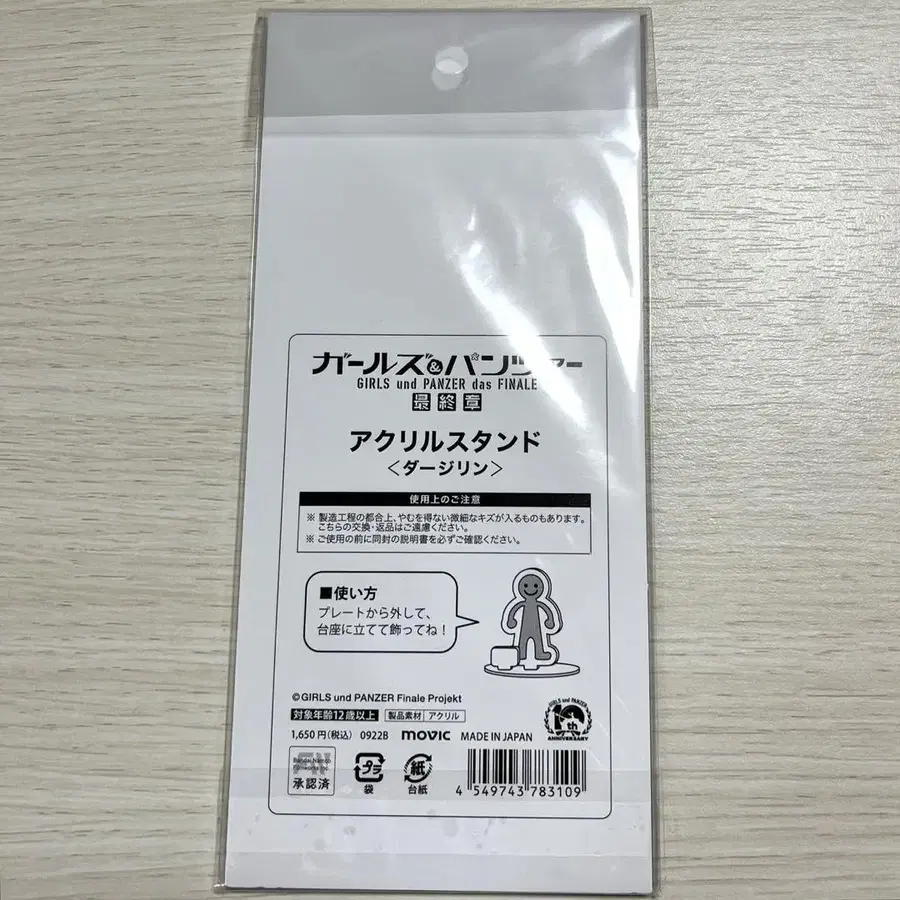 ガールズ&パンツァー
GIRLS und PANZER das FINALE
最終章
アクリルスタンド
＜ダージリン＞
使用上のご注意
※ 製造工程の都合上、やむを得ない微細なキズが入るものもあります。
こちらの交換・返品はご遠慮ください。
※ ご使用の前に同封の説明書を必ずご確認ください。
■使い方
プレートから外して、
台座に立てて飾ってね！
©GIRLS und PANZER Finale Projekt
対象年齢12歳以上 製品素材 アクリル
1,650円(税込) 0922B movic MADE IN JAPAN
GIRLS und PANZER
10th
ANNIVERSARY
Bandai Namco
Filmworks Inc.
承認済
プラ
袋
紙
台紙
4 549743 783109